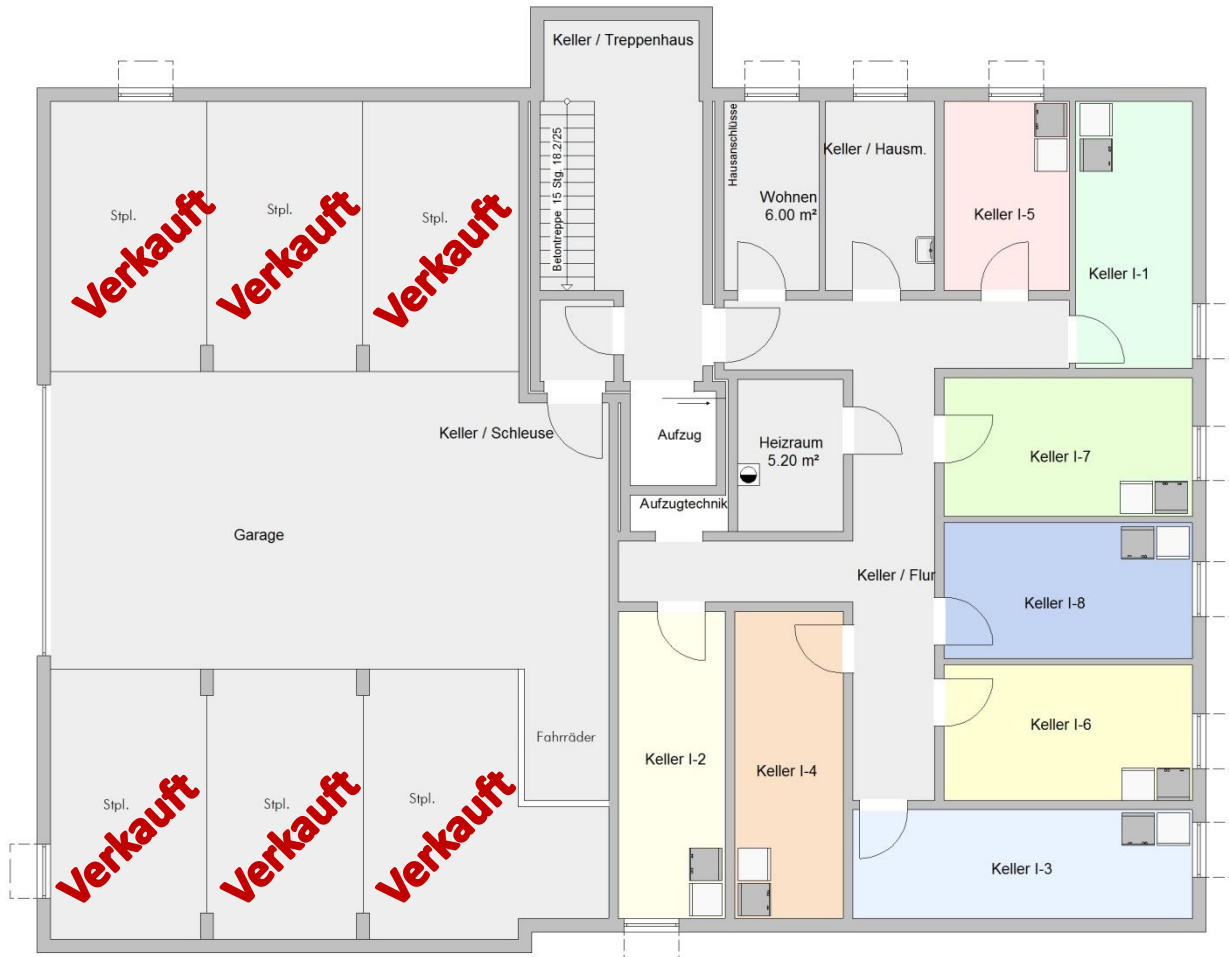 Keller / Treppenhaus
Betontreppe 15 Stg. 18.2/25
Hausanschlüsse
Wohnen
6.00 m²
Keller / Hausm.
Keller I-5
Keller I-1
Stpl.
Verkauft
Stpl.
Verkauft
Stpl.
Verkauft
Keller / Schleuse
Aufzug
Heizraum
5.20 m²
Keller I-7
Aufzugtechnik
Garage
Keller / Flur
Keller I-8
Fahrräder
Keller I-2
Keller I-4
Keller I-6
Stpl.
Verkauft
Stpl.
Verkauft
Stpl.
Verkauft
Keller I-3